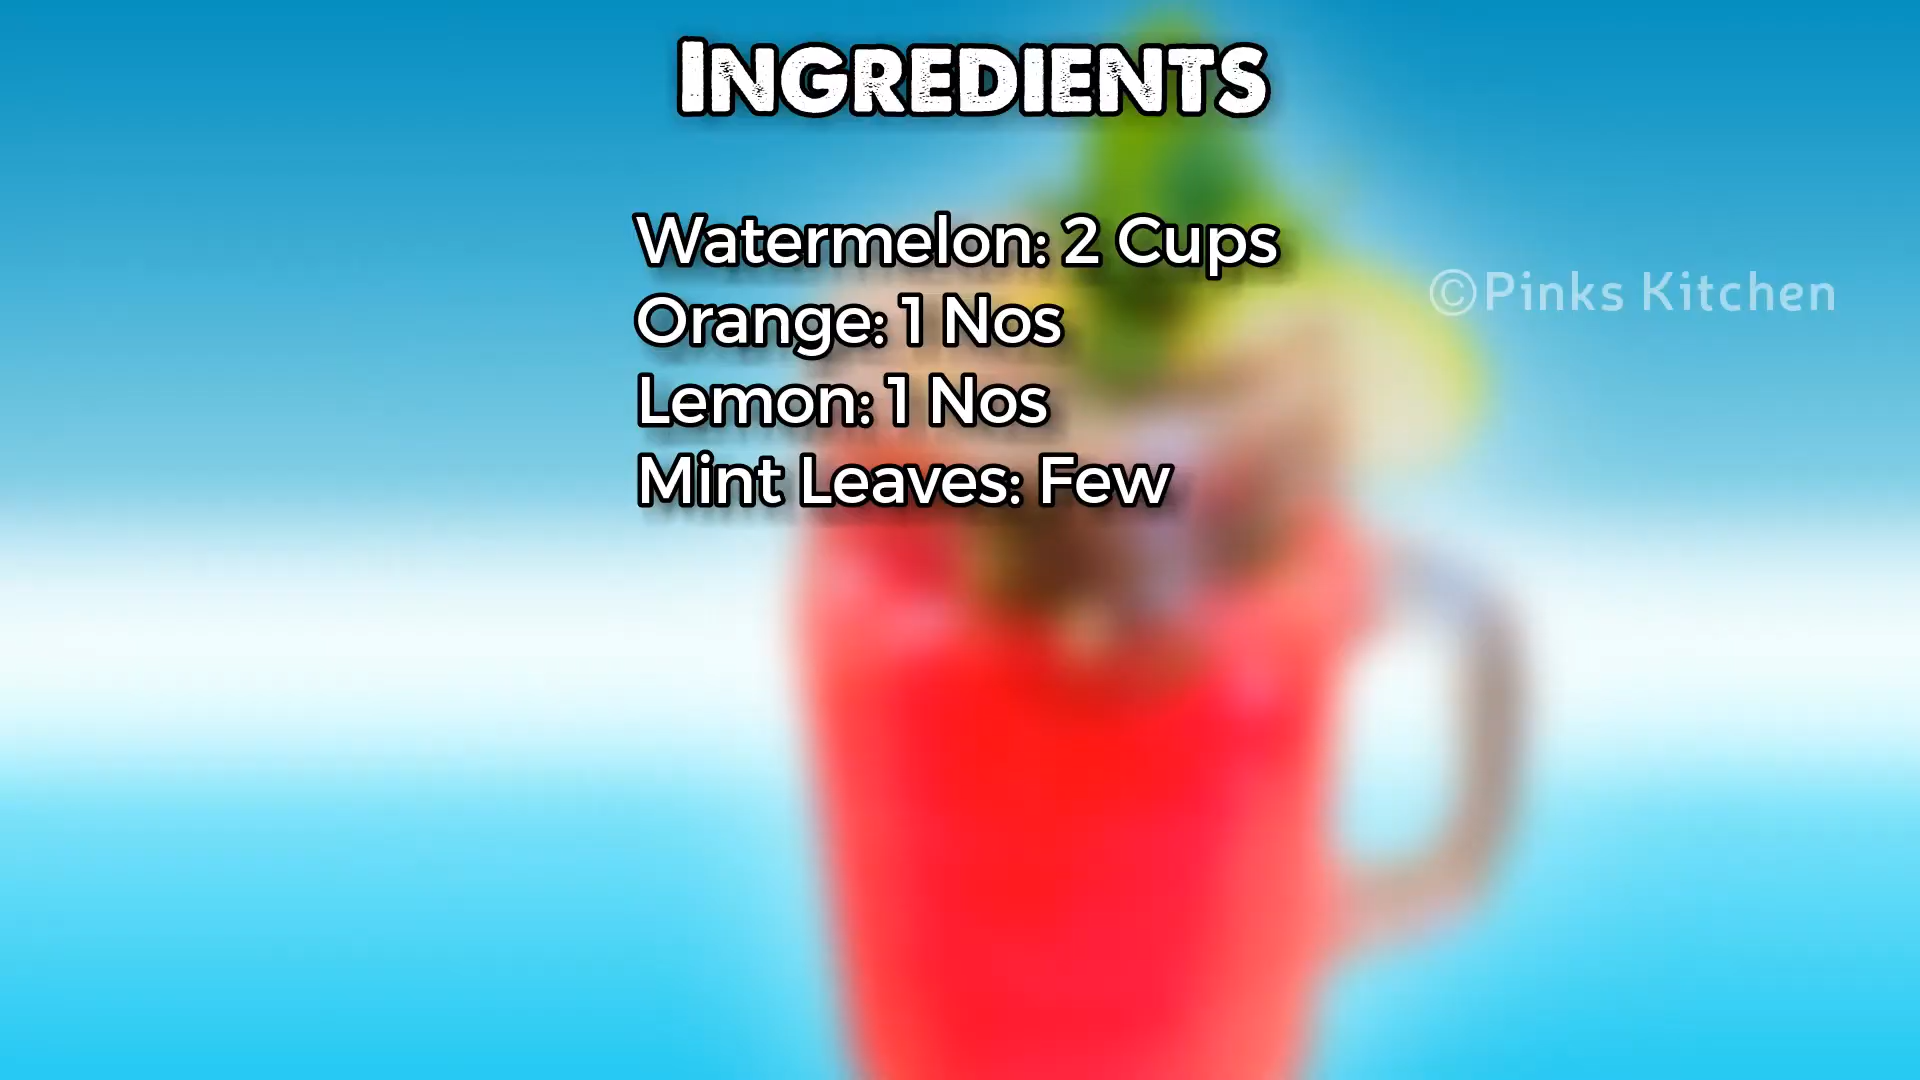 INGREDIENTS
Watermelon: 2 Cups
©Pinks Kitchen
Orange: 1 Nos
Lemon: 1 Nos
Mint Leaves: Few